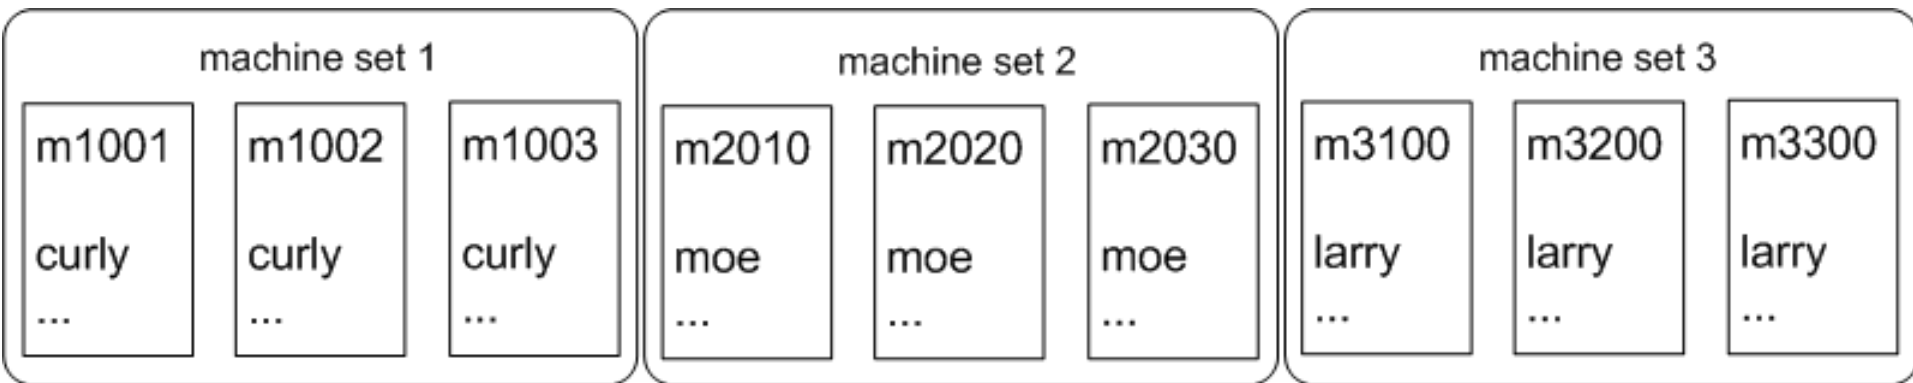 machine set 1
m1001
curly
...
m1002
curly
...
m1003
curly
...
machine set 2
m2010
moe
...
m2020
moe
...
m2030
moe
...
machine set 3
m3100
larry
...
m3200
larry
...
m3300
larry
...